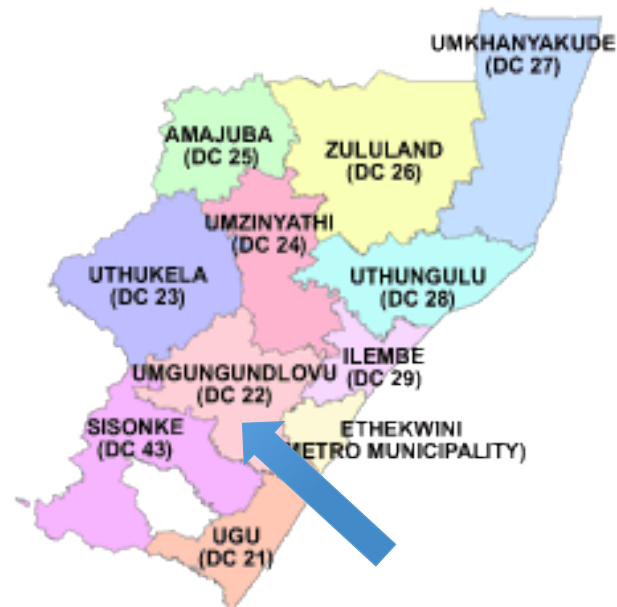 UMKHANYAKUDE
(DC 27)
AMAJUBA
(DC 25)
ZULULAND
(DC 26)
UMZINYATHI
(DC 24)
UTHUKELA
(DC 23)
UTHUNGULU
(DC 28)
ILEMBE
(DC 29)
UMGUNGUNDLOVU
(DC 22)
SISONKE
(DC 43)
ETHEKWINI
(METRO MUNICIPALITY)
UGU
(DC 21)